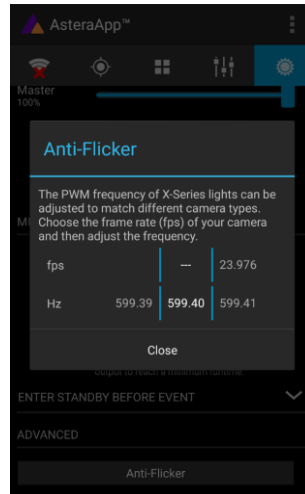 AsteraApp™
Master
100%
Anti-Flicker
The PWM frequency of X-Series lights can be
adjusted to match different camera types.
Choose the frame rate (fps) of your camera
and then adjust the frequency.
fps --- 23.976
Hz 599.39 599.40 599.41
Close
output to reach a minimum runtime.
ENTER STANDBY BEFORE EVENT
ADVANCED
Anti-Flicker